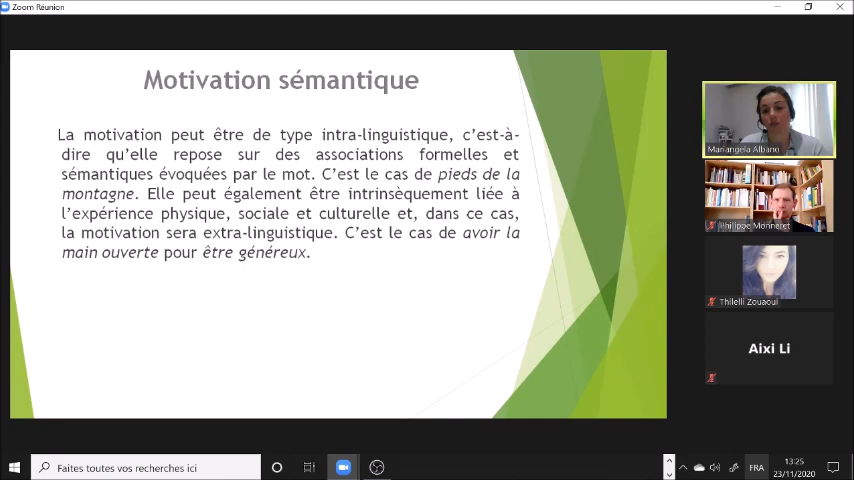 Zoom Réunion
Motivation sémantique
La motivation peut être de type intra-linguistique, c’est-à-
dire qu’elle repose sur des associations formelles et
sémantiques évoquées par le mot. C’est le cas de pieds de la
montagne. Elle peut également être intrinsèquement liée à
l’expérience physique, sociale et culturelle et, dans ce cas,
la motivation sera extra-linguistique. C’est le cas de avoir la
main ouverte pour être généreux.
Mariangela Albano
Philippe Monneret
Thilelli Zouaoui
Aixi Li
Faites toutes vos recherches ici
FRA
13:25
23/11/2020